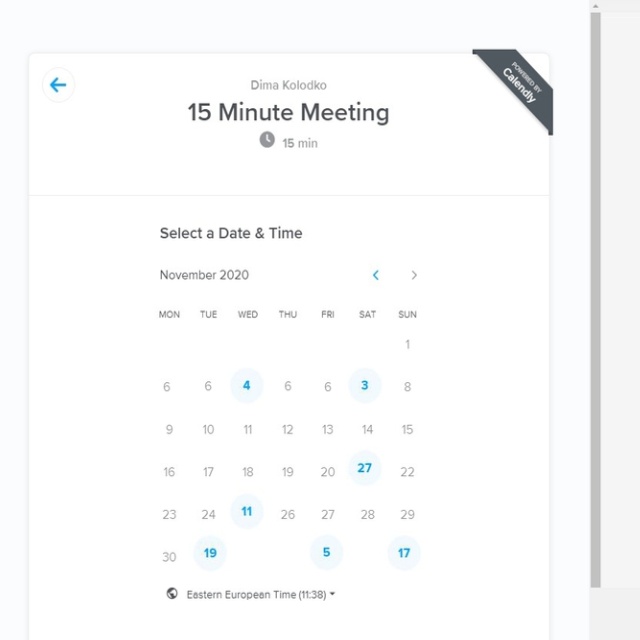 POWERED BY
Calendly
Dima Kolodko
15 Minute Meeting
15 min
Select a Date & Time
November 2020
MON TUE WED THU FRI SAT SUN
1
6 6 4 6 6 3 8
9 10 11 12 13 14 15
16 17 18 19 20 27 22
23 24 11 26 27 28 29
30 19 5 17
Eastern European Time (11:38)